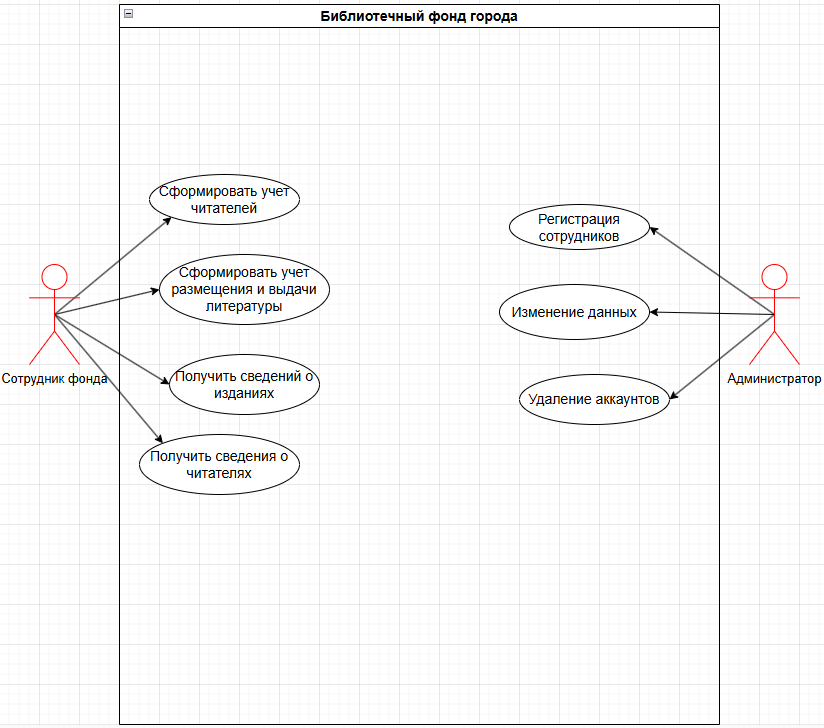 Библиотечный фонд города
Сформировать учет
читателей
Сформировать учет
размещения и выдачи
литературы
Получить сведений о
изданиях
Получить сведения о
читателях
Сотрудник фонда
Регистрация
сотрудников
Изменение данных
Удаление аккаунтов
Администратор